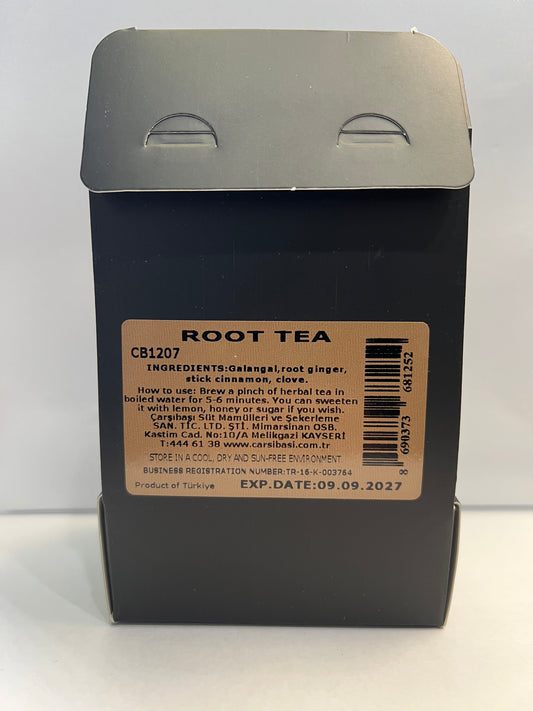 ROOT TEA
CB1207
INGREDIENTS:Galangal,root ginger,
stick cinnamon, clove.
How to use: Brew a pinch of herbal tea in
boiled water for 5-6 minutes. You can sweeten
it with lemon, honey or sugar if you wish.
Çarşıbaşı Süt Mamülleri ve Şekerleme
SAN. TİC. LTD. ŞTİ. Mimarsinan OSB.
Kastim Cad. No:10/A Melikgazi KAYSERİ
T:444 61 38 www.carsibasi.com.tr
STORE IN A COOL, DRY AND SUN-FREE ENVIRONMENT
BUSINESS REGISTRATION NUMBER:TR-16-K-003764
Product of Türkiye
EXP.DATE:09.09.2027
8 690373 681252